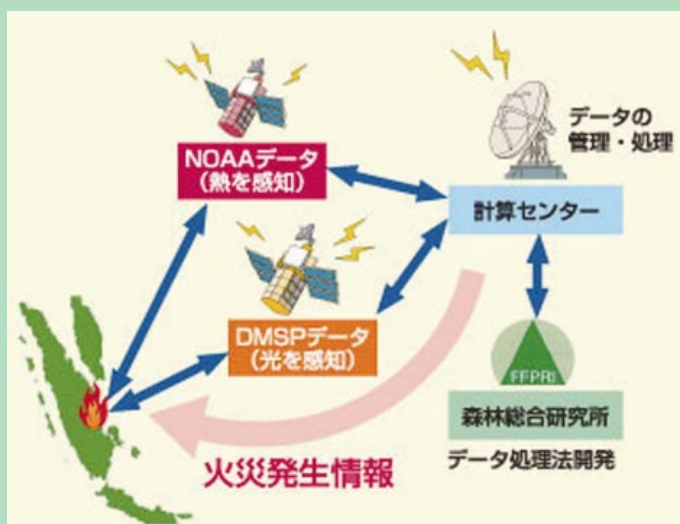 NOAAデータ
（熱を感知）
データの
管理・処理
計算センター
DMSPデータ
（光を感知）
FFPRI
森林総合研究所
データ処理法開発
火災発生情報